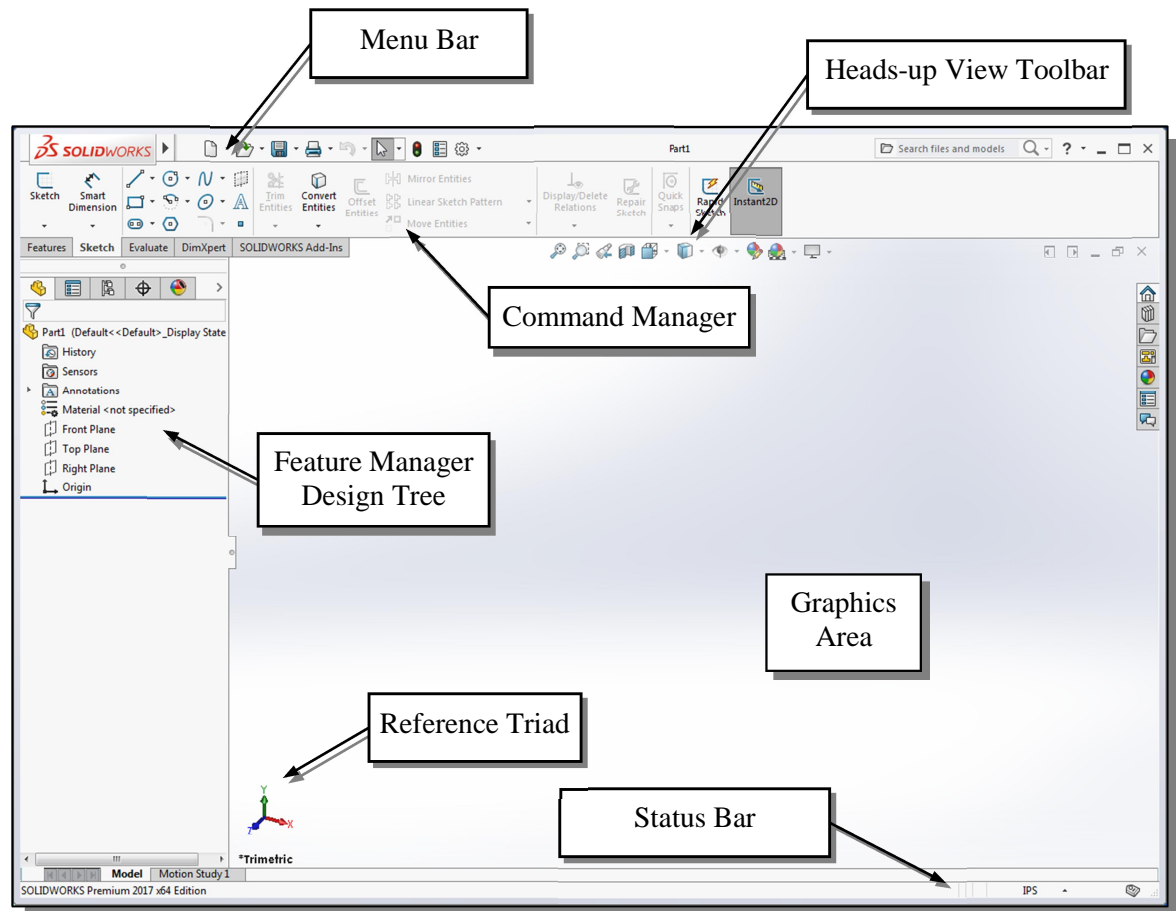 Menu Bar
Heads-up View Toolbar
SOLIDWORKS
Part1
Search files and models
?
Sketch
Smart
Dimension
Trim
Entities
Convert
Entities
Offset
Entities
Mirror Entities
Linear Sketch Pattern
Move Entities
Display/Delete
Relations
Repair
Sketch
Quick
Snaps
Rapid
Sketch
Instant2D
Features Sketch Evaluate DimXpert SOLIDWORKS Add-Ins
Command Manager
Part1 (Default<<Default>_Display State
History
Sensors
Annotations
Material <not specified>
Front Plane
Top Plane
Right Plane
Origin
Feature Manager
Design Tree
Graphics
Area
Reference Triad
Y
X
Z
Status Bar
*Trimetric
Model Motion Study 1
SOLIDWORKS Premium 2017 x64 Edition
IPS